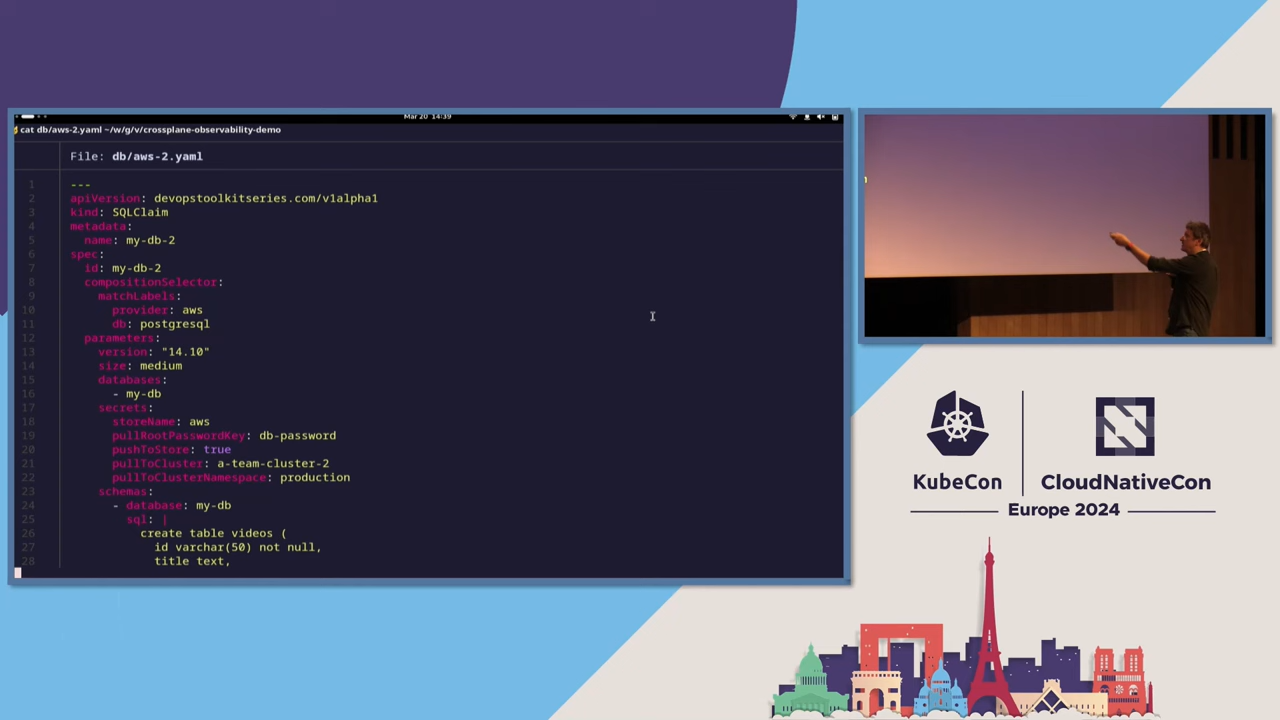 Mar 20 14:39
cat db/aws-2.yaml ~/w/g/v/crossplane-observability-demo
File: db/aws-2.yaml
1 ---
2 apiVersion: devopstoolkitseries.com/v1alpha1
3 kind: SQLClaim
4 metadata:
5   name: my-db-2
6 spec:
7   id: my-db-2
8   compositionSelector:
9     matchLabels:
10       provider: aws
11       db: postgresql
12   parameters:
13     version: "14.10"
14     size: medium
15     databases:
16       - my-db
17     secrets:
18       storeName: aws
19       pullRootPasswordKey: db-password
20       pushToStore: true
21       pullToCluster: a-team-cluster-2
22       pullToClusterNamespace: production
23     schemas:
24       - database: my-db
25         sql: |
26           create table videos (
27             id varchar(50) not null,
28             title text,
KubeCon
CloudNativeCon
Europe 2024